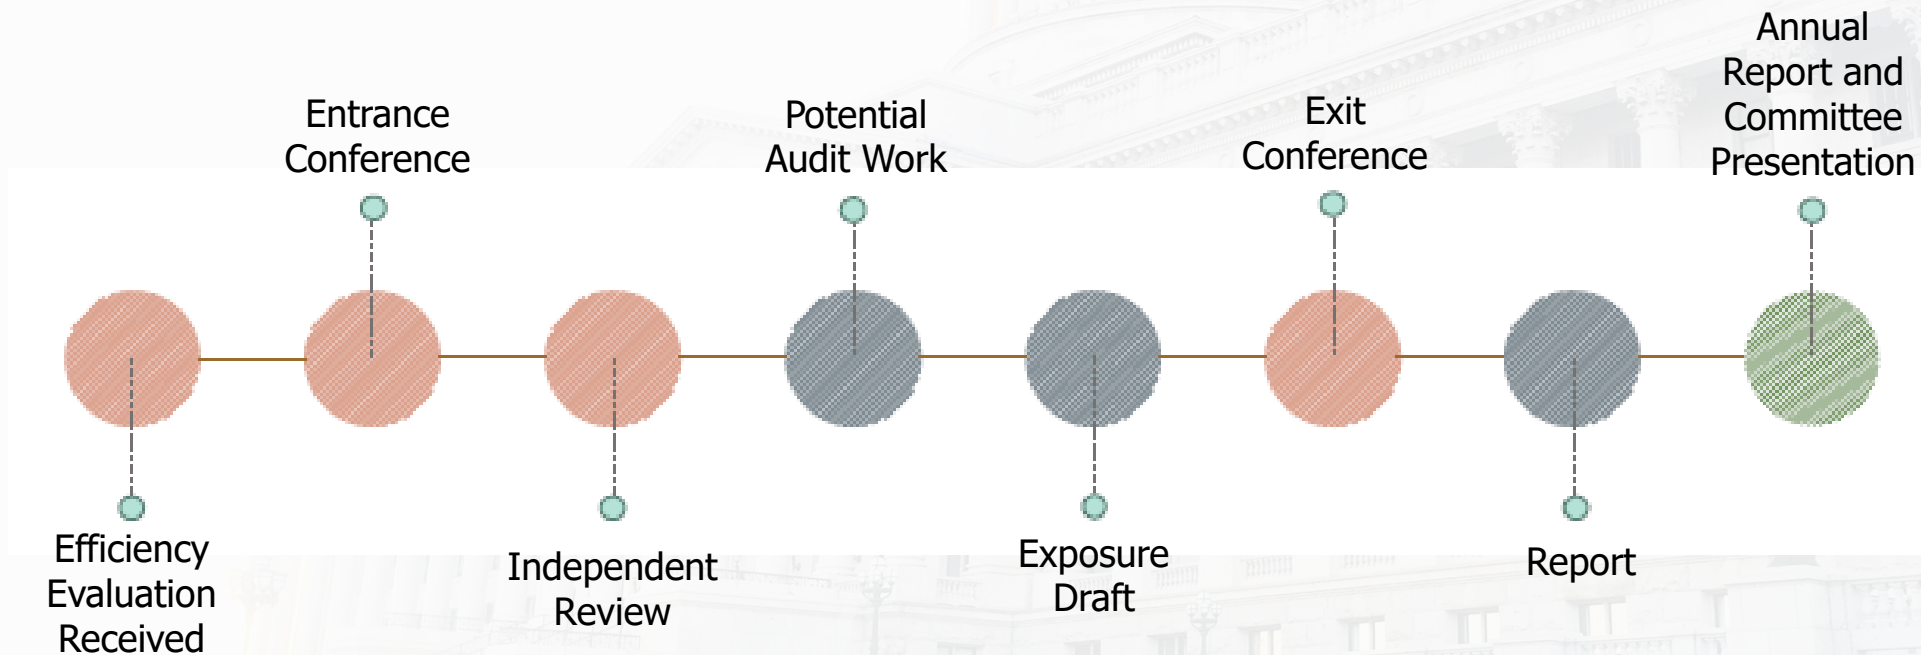 Efficiency
Evaluation
Received
Entrance
Conference
Independent
Review
Potential
Audit Work
Exposure
Draft
Exit
Conference
Report
Annual
Report and
Committee
Presentation